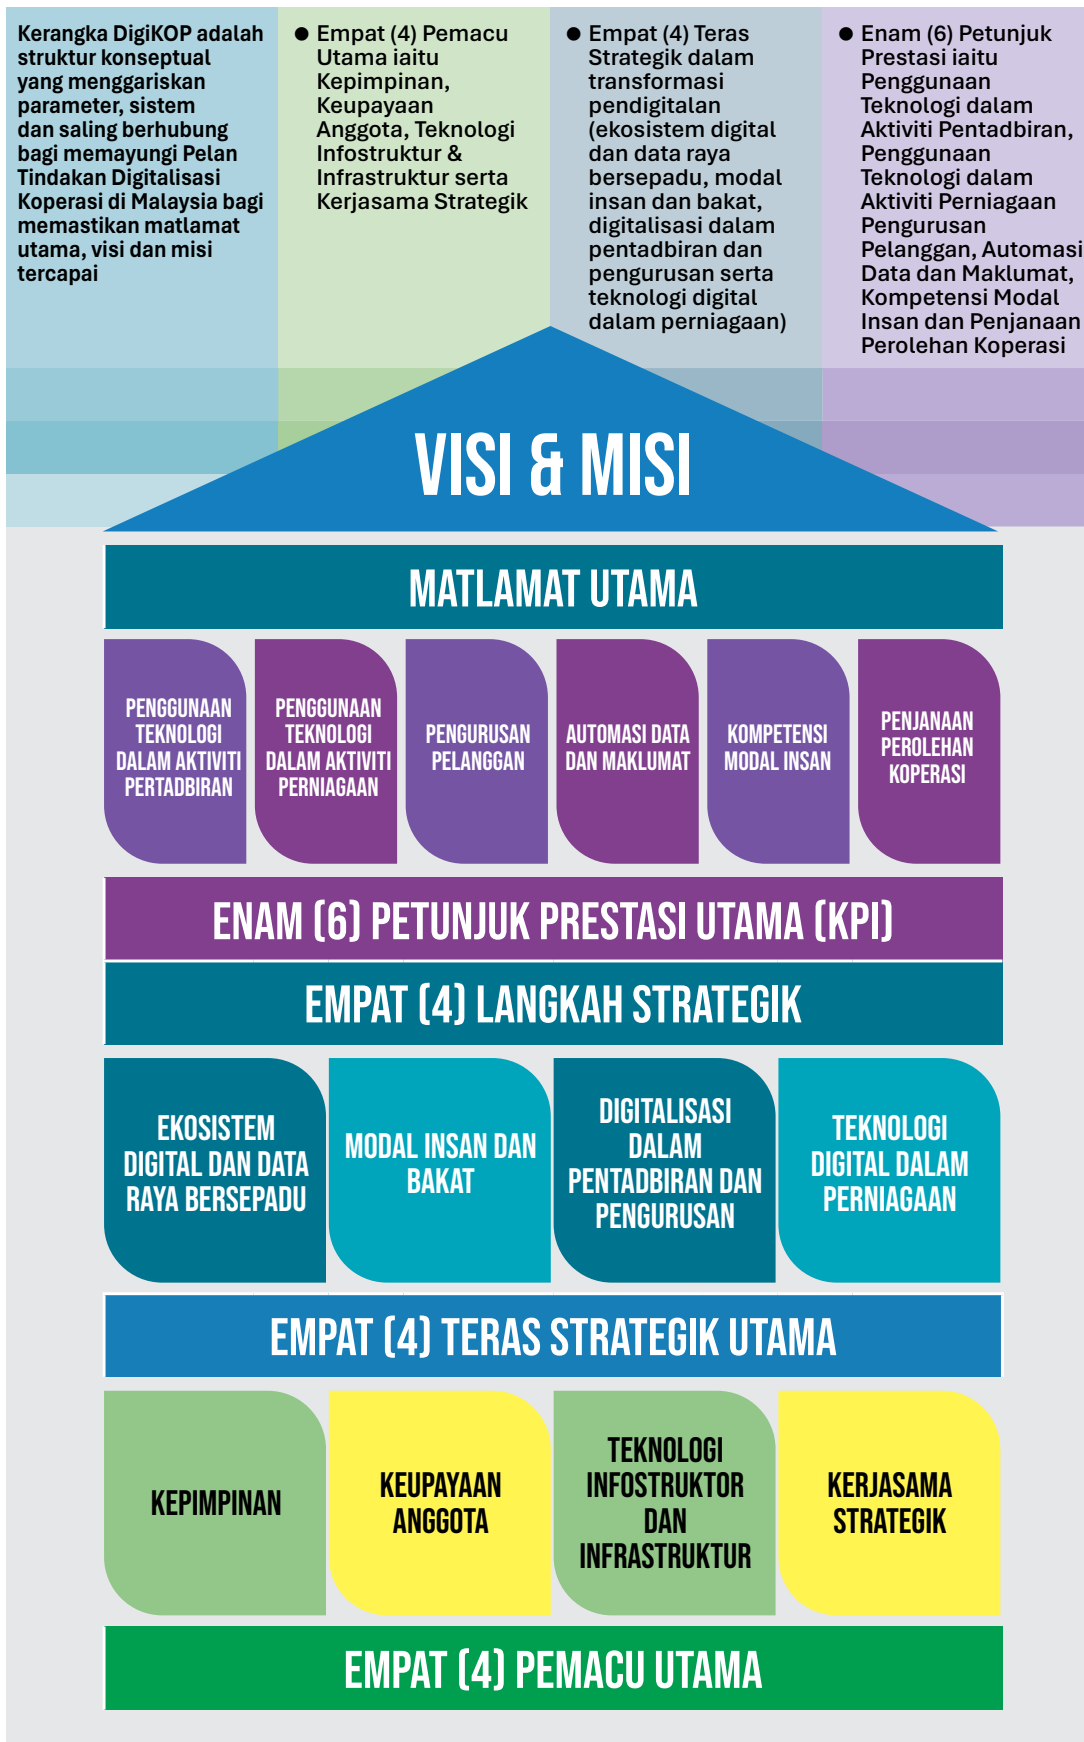 Kerangka DigiKOP adalah
struktur konseptual
yang menggariskan
parameter, sistem
dan saling berhubung
bagi memayungi Pelan
Tindakan Digitalisasi
Koperasi di Malaysia bagi
memastikan matlamat
utama, visi dan misi
tercapai
● Empat (4) Pemacu
Utama iaitu
Kepimpinan,
Keupayaan
Anggota, Teknologi
Infostruktur &
Infrastruktur serta
Kerjasama Strategik
● Empat (4) Teras
Strategik dalam
transformasi
pendigitalan
(ekosistem digital
dan data raya
bersepadu, modal
insan dan bakat,
digitalisasi dalam
pentadbiran dan
pengurusan serta
teknologi digital
dalam perniagaan)
● Enam (6) Petunjuk
Prestasi iaitu
Penggunaan
Teknologi dalam
Aktiviti Pentadbiran,
Penggunaan
Teknologi dalam
Aktiviti Perniagaan
Pengurusan
Pelanggan, Automasi
Data dan Maklumat,
Kompetensi Modal
Insan dan Penjanaan
Perolehan Koperasi
VISI & MISI
MATLAMAT UTAMA
PENGGUNAAN
TEKNOLOGI
DALAM AKTIVITI
PERTADBIRAN
PENGGUNAAN
TEKNOLOGI
DALAM AKTIVITI
PERNIAGAAN
PENGURUSAN
PELANGGAN
AUTOMASI DATA
DAN MAKLUMAT
KOMPETENSI
MODAL INSAN
PENJANAAN
PEROLEHAN
KOPERASI
ENAM (6) PETUNJUK PRESTASI UTAMA (KPI)
EMPAT (4) LANGKAH STRATEGIK
EKOSISTEM
DIGITAL DAN DATA
RAYA BERSEPADU
MODAL INSAN DAN
BAKAT
DIGITALISASI
DALAM
PENTADBIRAN DAN
PENGURUSAN
TEKNOLOGI
DIGITAL DALAM
PERNIAGAAN
EMPAT (4) TERAS STRATEGIK UTAMA
KEPIMPINAN
KEUPAYAAN
ANGGOTA
TEKNOLOGI
INFOSTRUKTOR
DAN
INFRASTRUKTUR
KERJASAMA
STRATEGIK
EMPAT (4) PEMACU UTAMA